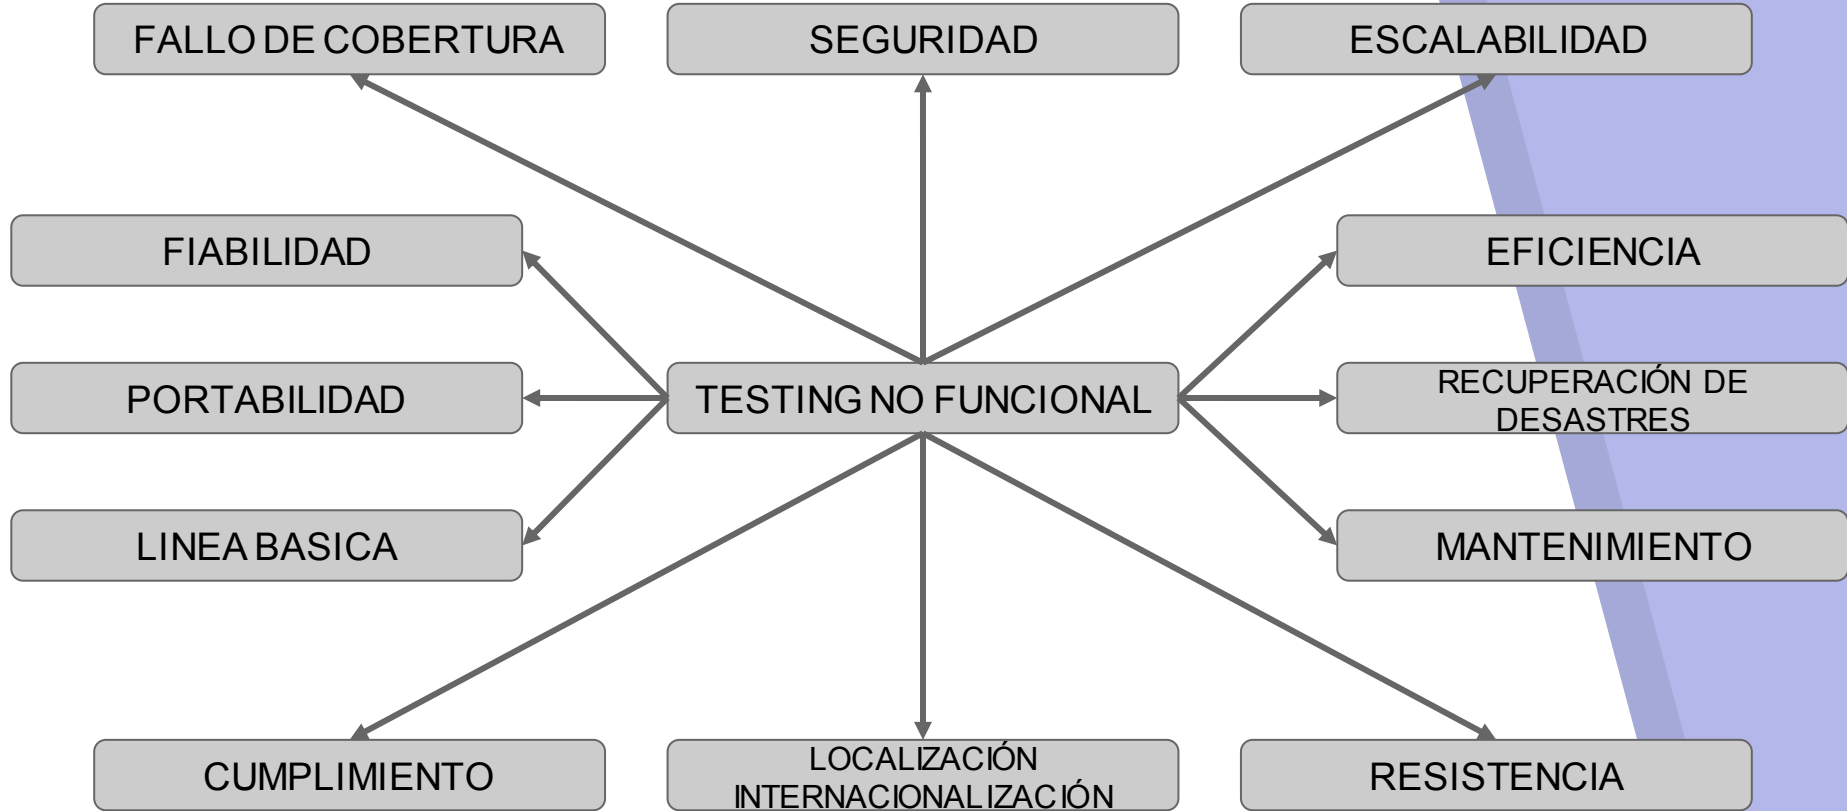 FALLO DE COBERTURA
SEGURIDAD
ESCALABILIDAD
FIABILIDAD
EFICIENCIA
PORTABILIDAD
TESTING NO FUNCIONAL
RECUPERACIÓN DE
DESASTRES
LINEA BASICA
MANTENIMIENTO
CUMPLIMIENTO
LOCALIZACIÓN
INTERNACIONALIZACIÓN
RESISTENCIA